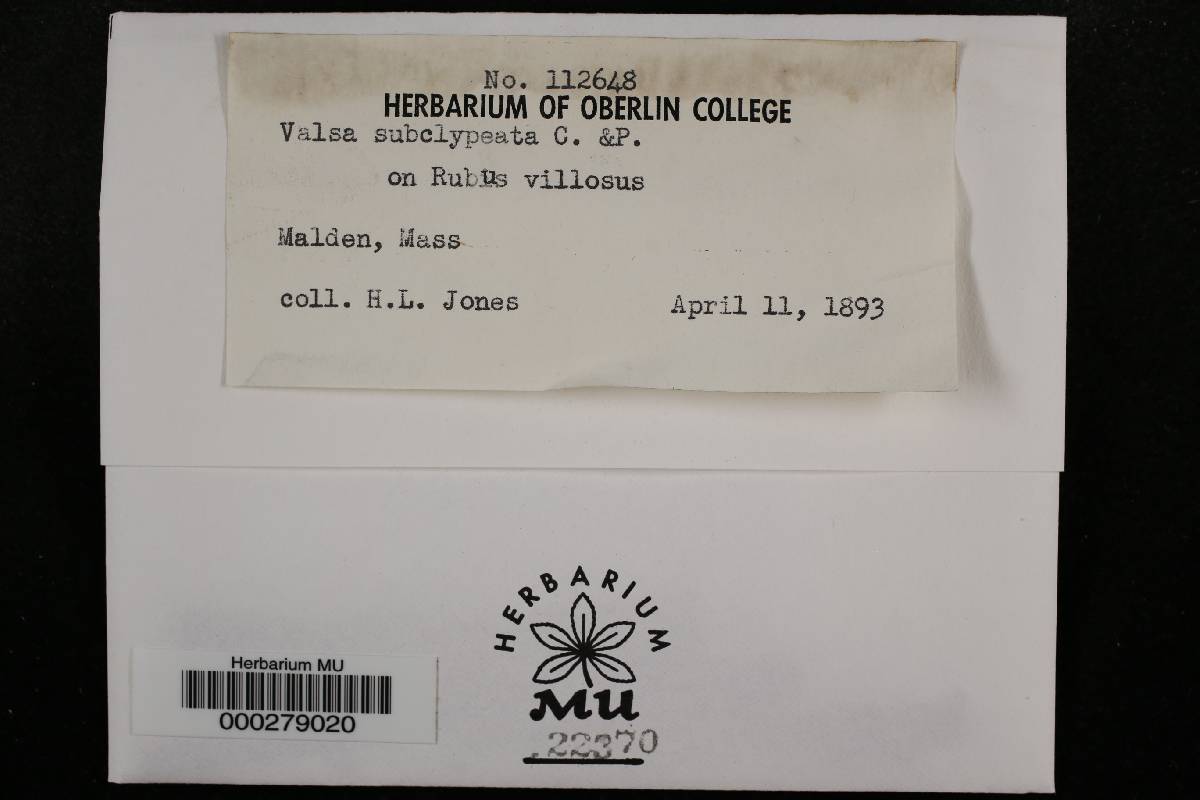 No. 112648
HERBARIUM OF OBERLIN COLLEGE
Valsa subclypeata C. &P.
on Rubus villosus
Malden, Mass
coll. H.L. Jones April 11, 1893
HERBARIUM
MU
22370
Herbarium MU
000279020